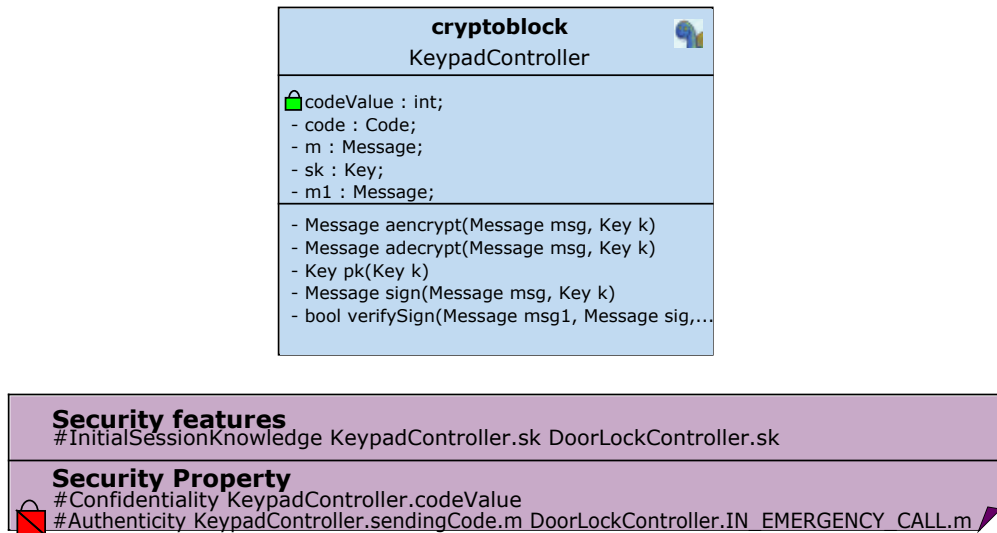 cryptoblock
KeypadController
codeValue : int;
- code : Code;
- m : Message;
- sk : Key;
- m1 : Message;
- Message aencrypt(Message msg, Key k)
- Message adecrypt(Message msg, Key k)
- Key pk(Key k)
- Message sign(Message msg, Key k)
- bool verifySign(Message msg1, Message sig,...
Security features
#InitialSessionKnowledge KeypadController.sk DoorLockController.sk
Security Property
#Confidentiality KeypadController.codeValue
#Authenticity KeypadController.sendingCode.m DoorLockController.IN_EMERGENCY_CALL.m